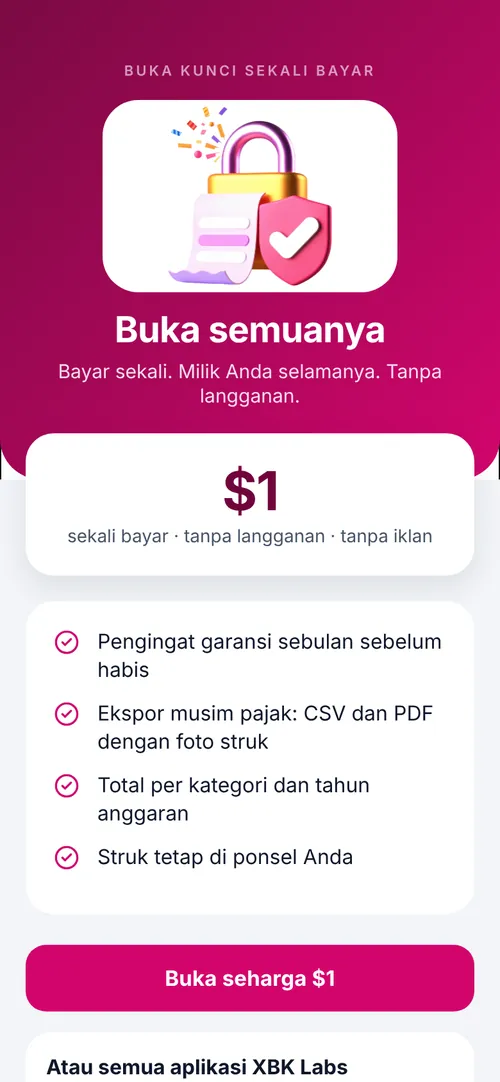 BUKA KUNCI SEKALI BAYAR
Buka semuanya
Bayar sekali. Milik Anda selamanya. Tanpa
langganan.
$1
sekali bayar · tanpa langganan · tanpa iklan
Pengingat garansi sebulan sebelum
habis
Ekspor musim pajak: CSV dan PDF
dengan foto struk
Total per kategori dan tahun
anggaran
Struk tetap di ponsel Anda
Buka seharga $1
Atau semua aplikasi XBK Labs